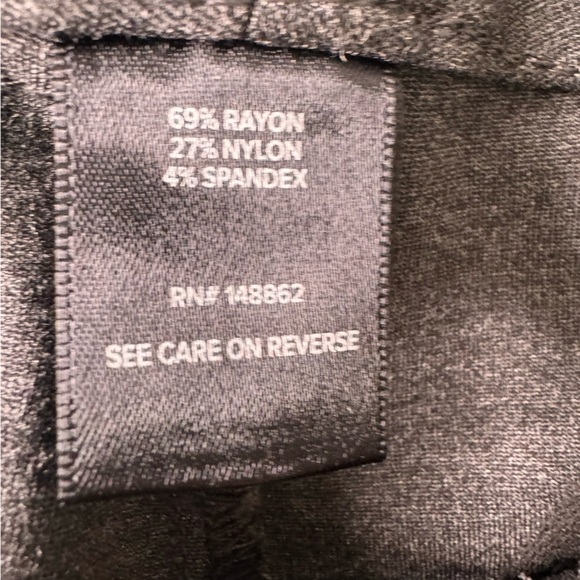 69% RAYON
27% NYLON
4% SPANDEX
RN# 148862
SEE CARE ON REVERSE